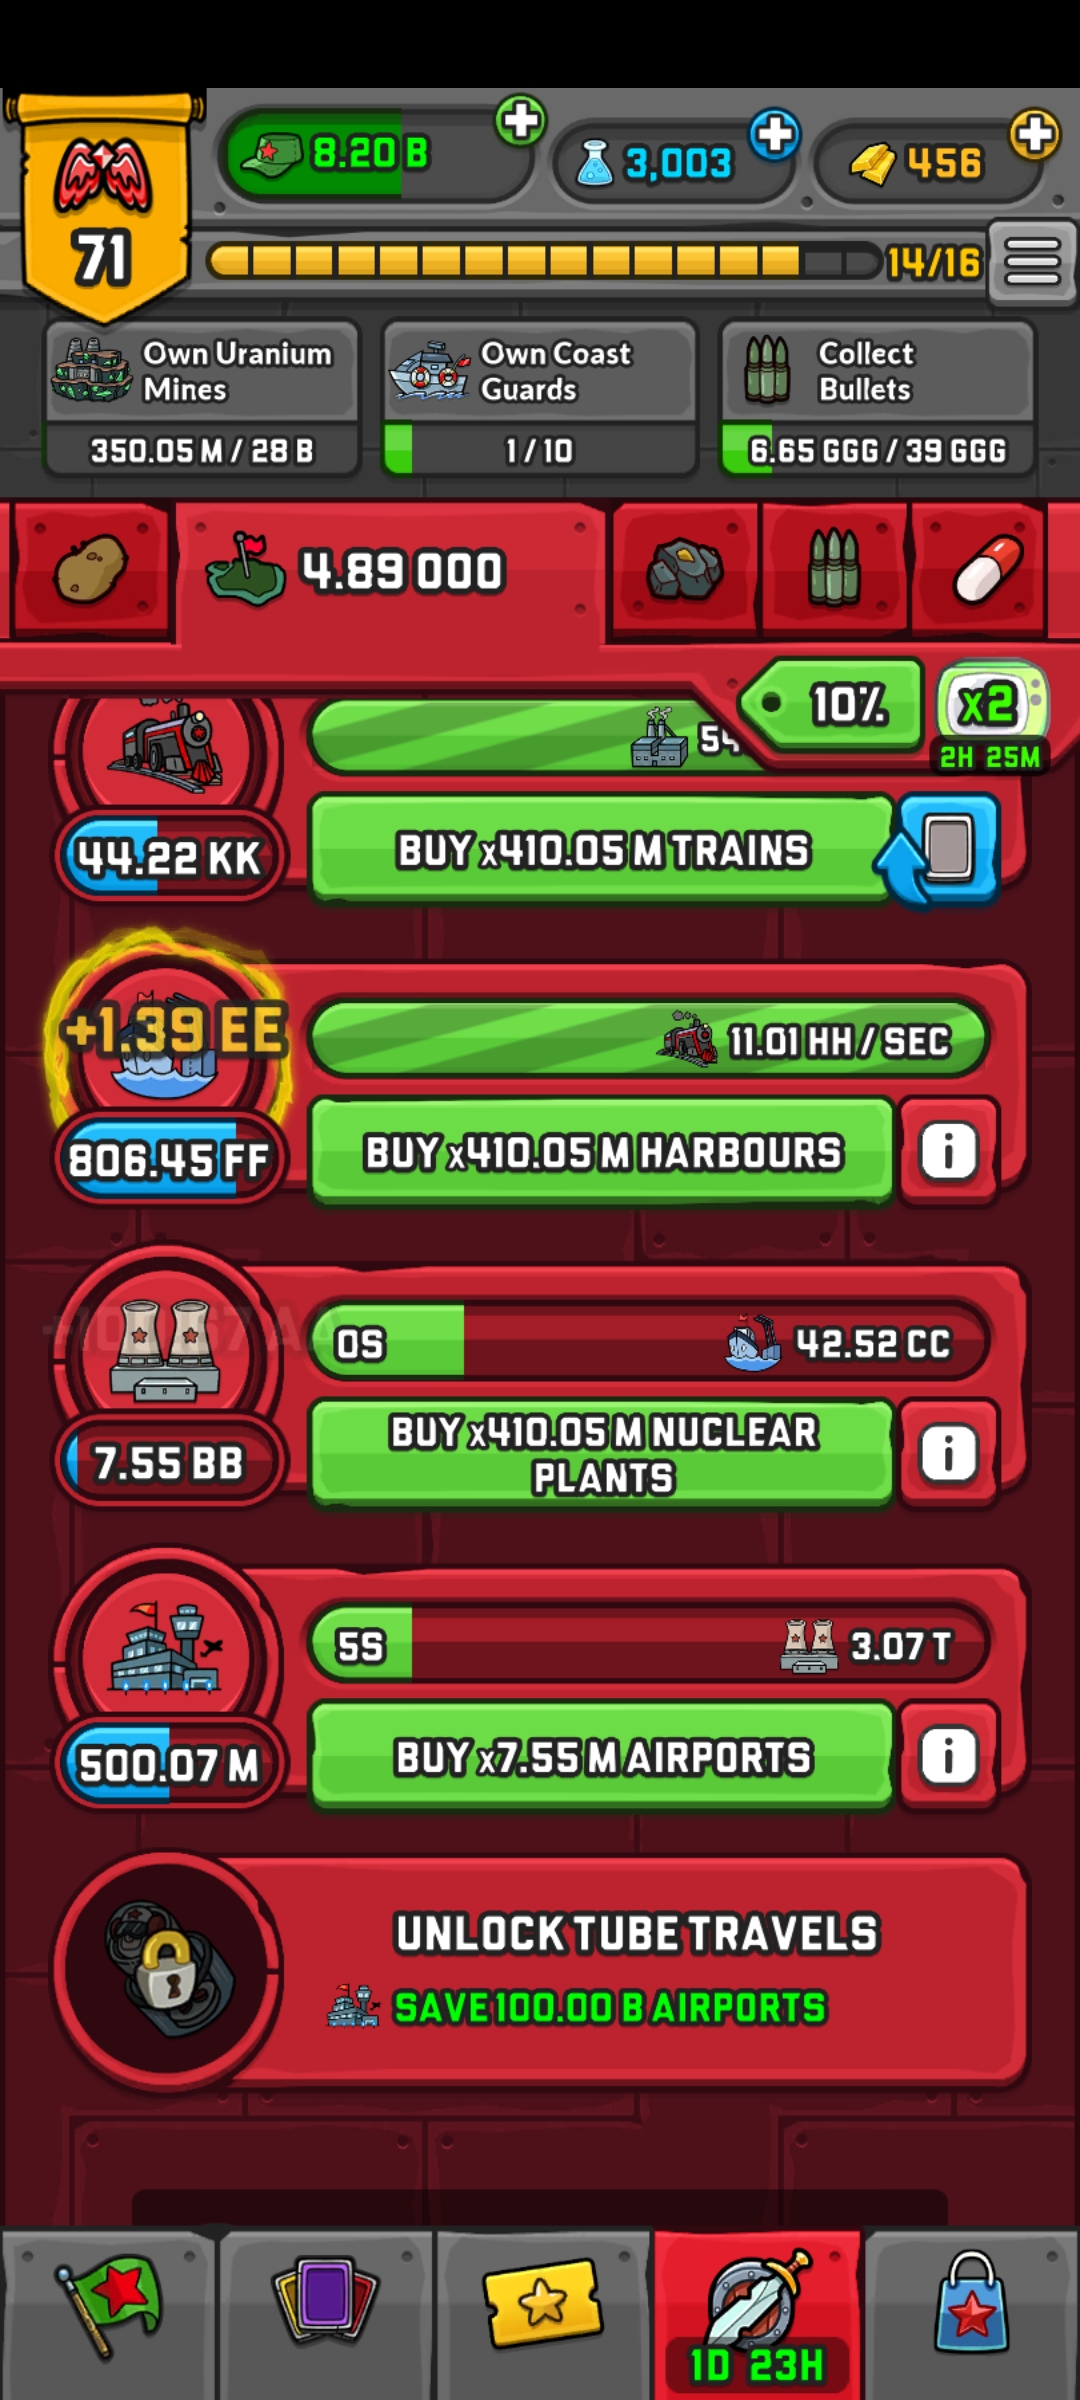 8.20 B
3,003
456
71
14/16
Own Uranium
Mines
350.05 M / 28 B
Own Coast
Guards
1 / 10
Collect
Bullets
6.65 GGG / 39 GGG
4.89 000
10%
x2
2H 25M
44.22 KK
BUY x410.05 M TRAINS
+1.39 EE
11.01 HH / SEC
806.45 FF
BUY x410.05 M HARBOURS
0S
42.52 CC
7.55 BB
BUY x410.05 M NUCLEAR
PLANTS
5S
3.07 T
500.07 M
BUY x7.55 M AIRPORTS
UNLOCK TUBE TRAVELS
SAVE 100.00 B AIRPORTS
1D 23H